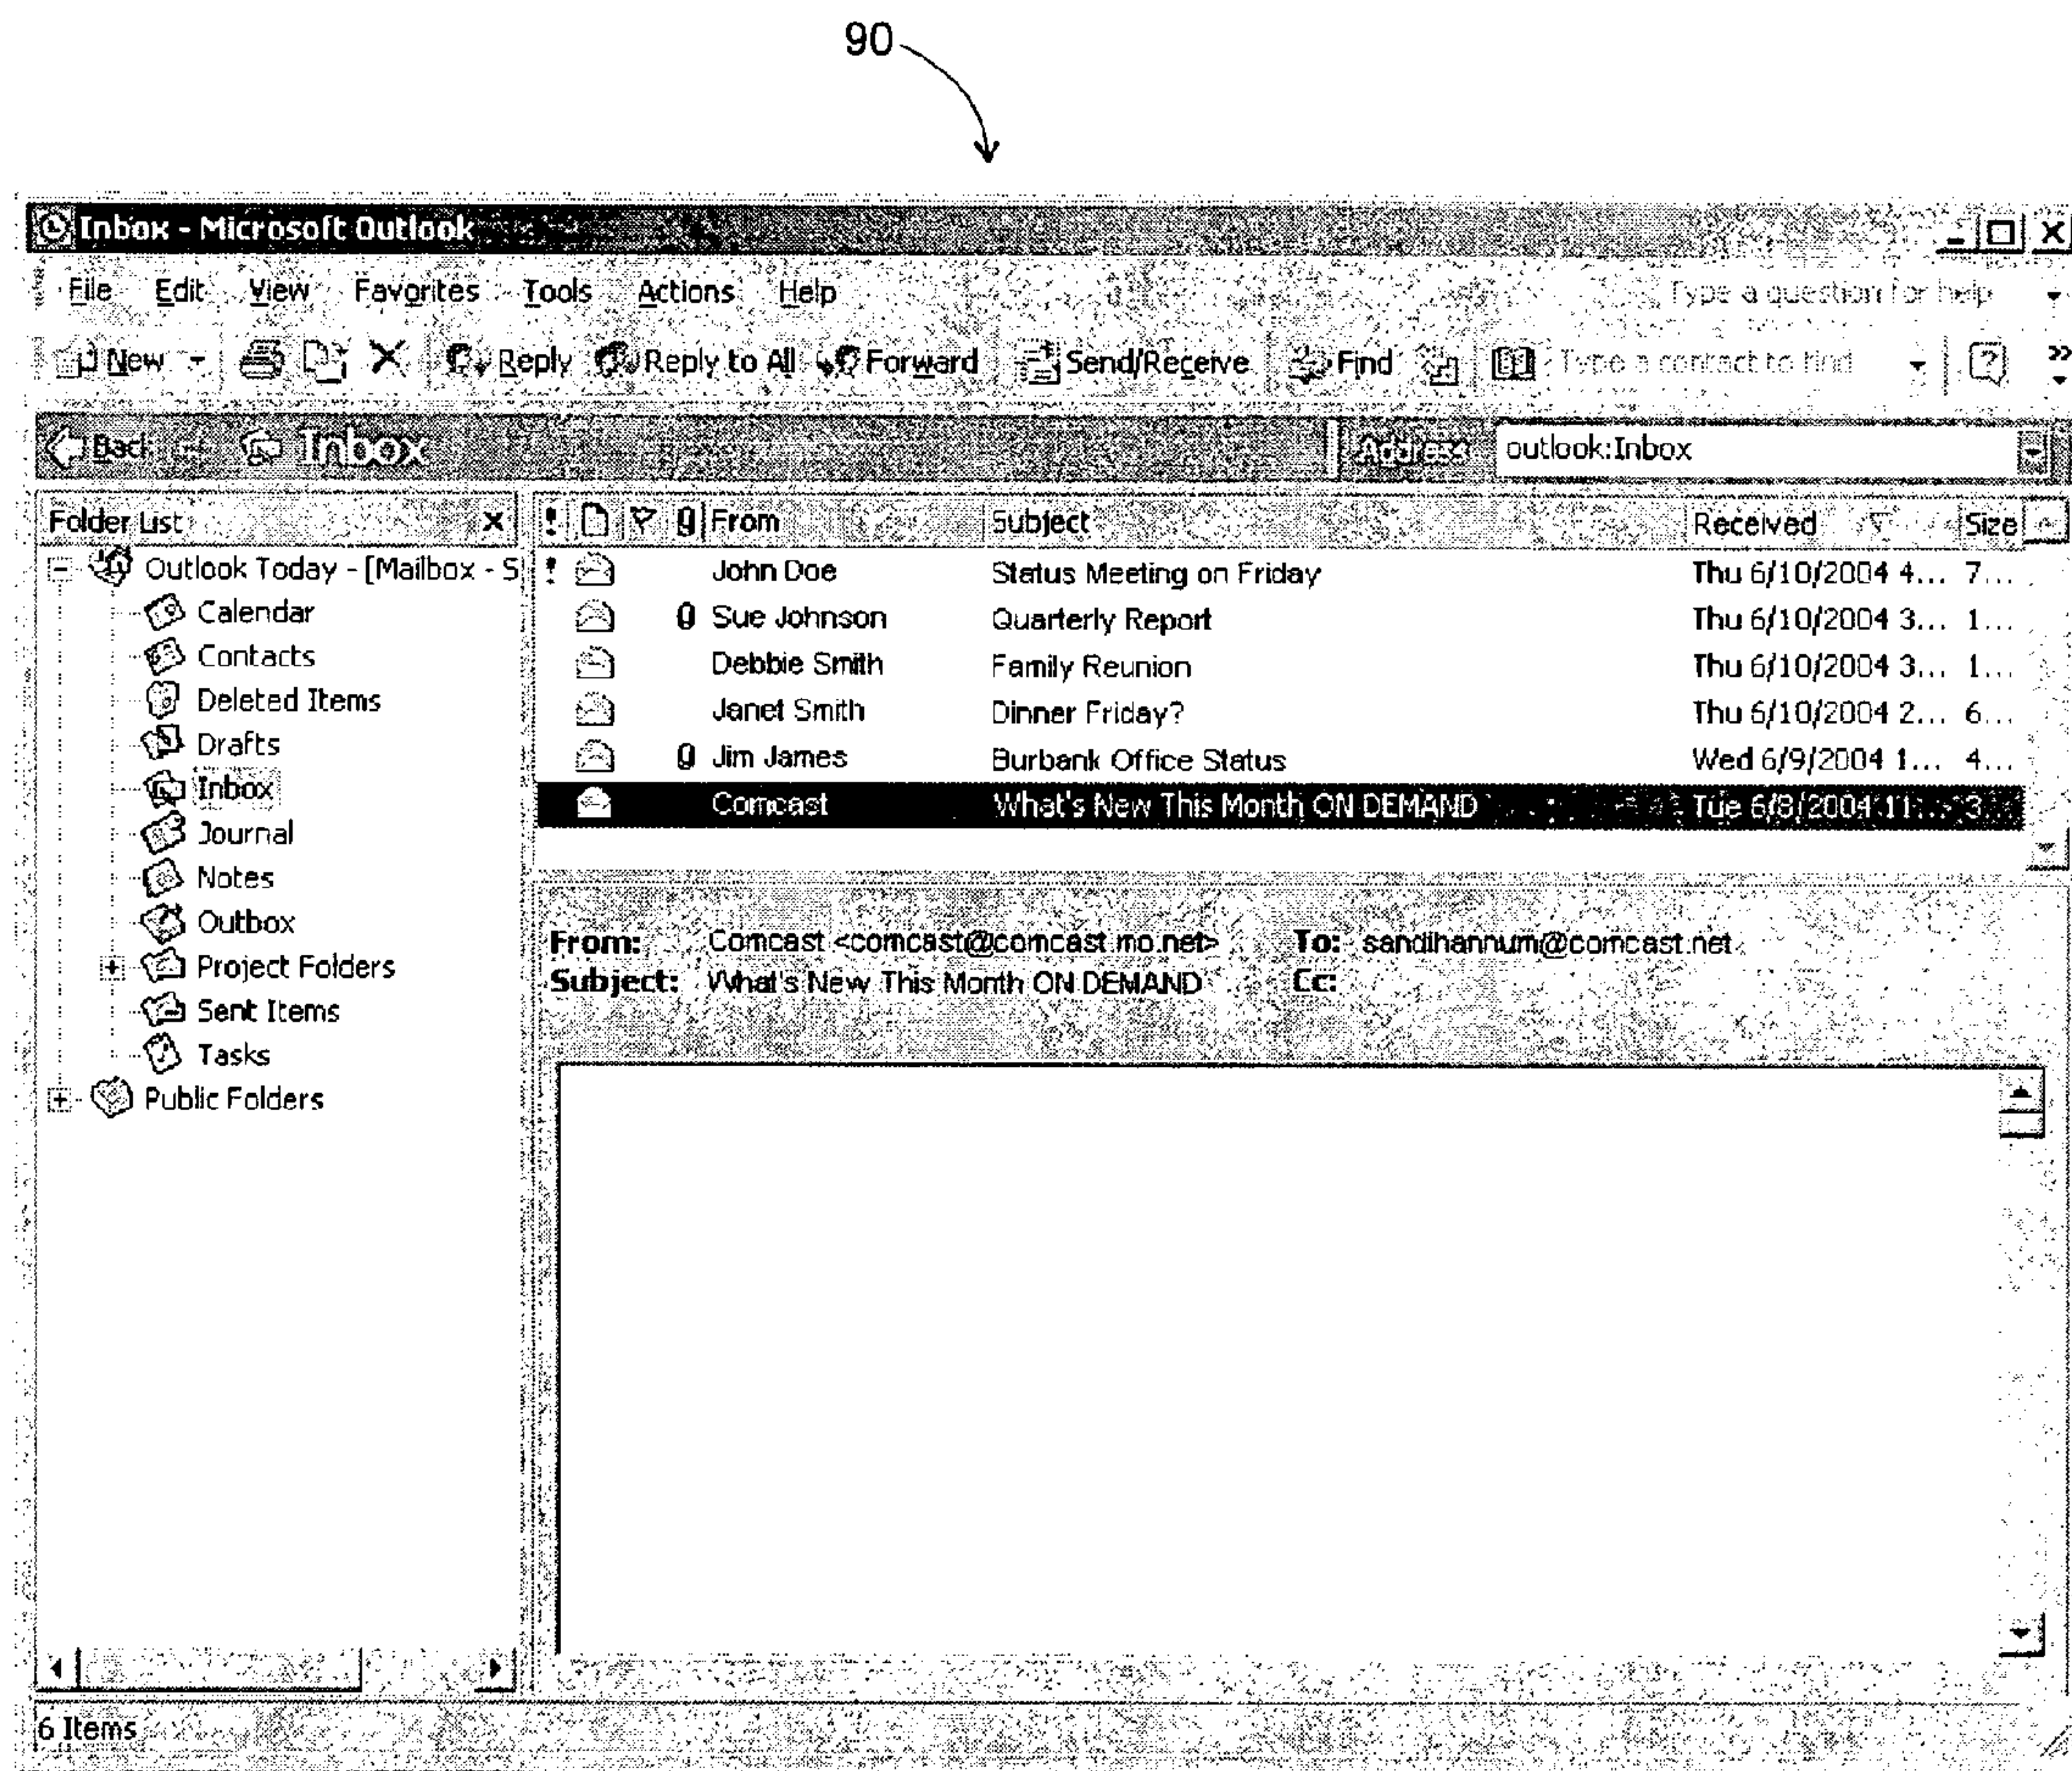 90
Inbox - Microsoft Outlook
File Edit View Favorites Tools Actions Help Type a question for help
New Reply Reply to All Forward Send/Receive Find Type a contact to find
Back Inbox Address outlook:Inbox
Folder List From Subject Received Size
Outlook Today - [Mailbox - S
Calendar
Contacts
Deleted Items
Drafts
Inbox
Journal
Notes
Outbox
Project Folders
Sent Items
Tasks
Public Folders
! John Doe Status Meeting on Friday Thu 6/10/2004 4... 7...
Sue Johnson Quarterly Report Thu 6/10/2004 3... 1...
Debbie Smith Family Reunion Thu 6/10/2004 3... 1...
Janet Smith Dinner Friday? Thu 6/10/2004 2... 6...
Jim James Burbank Office Status Wed 6/9/2004 1... 4...
Comcast What's New This Month ON DEMAND Tue 6/8/2004 11... 3...
From: Comcast <comcast@comcast.mo.net> To: sandihannum@comcast.net
Subject: What's New This Month ON DEMAND Cc:
6 Items